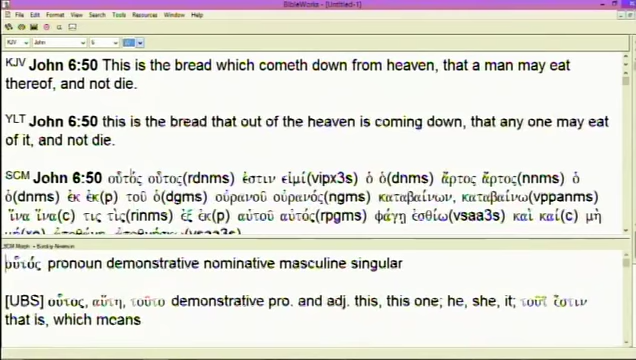 BibleWorks - [Untitled-1]
File Edit Format View Search Tools Resources Window Help
KJV John 6
KJV John 6:50 This is the bread which cometh down from heaven, that a man may eat
thereof, and not die.
YLT John 6:50 this is the bread that out of the heaven is coming down, that any one may eat
of it, and not die.
SCM John 6:50 οὗτός οὗτος(rdnms) ἐστιν εἰμί(vipx3s) ὁ ὁ(dnms) ἄρτος ἄρτος(nnms) ὁ
ὁ(dnms) ἐκ ἐκ(p) τοῦ ὁ(dgms) οὐρανοῦ οὐρανός(ngms) καταβαίνων, καταβαίνω(vppanms)
ἵνα ἵνα(c) τις τὶς(rinms) ἐξ ἐκ(p) αὐτοῦ αὐτός(rpgms) φάγῃ ἐσθίω(vsaa3s) καὶ καί(c) μὴ
οὗτός pronoun demonstrative nominative masculine singular
[UBS] οὗτος, αὕτη, τοῦτο demonstrative pro. and adj. this, this one; he, she, it; τοῦτ̓ ἔστιν
that is, which means